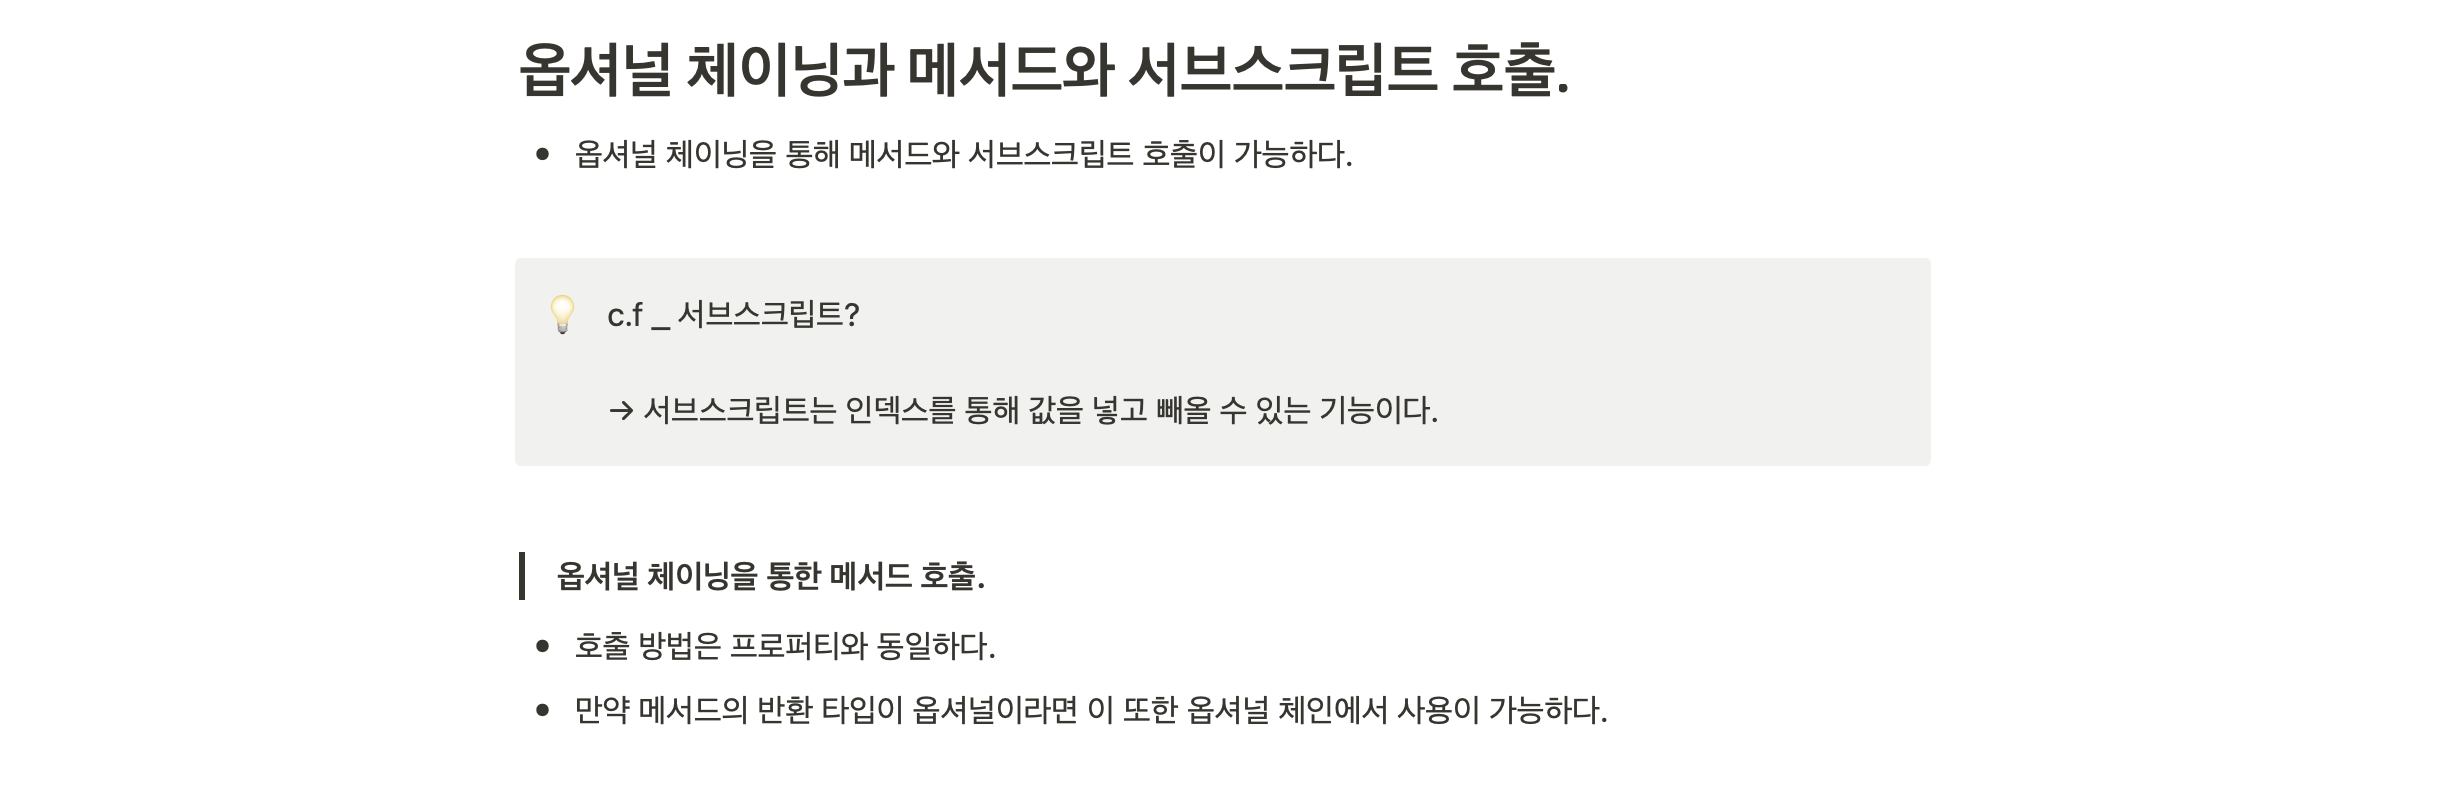 옵셔널 체이닝과 메서드와 서브스크립트 호출.
• 옵셔널 체이닝을 통해 메서드와 서브스크립트 호출이 가능하다.
💡 c.f _ 서브스크립트?
→ 서브스크립트는 인덱스를 통해 값을 넣고 빼올 수 있는 기능이다.
옵셔널 체이닝을 통한 메서드 호출.
• 호출 방법은 프로퍼티와 동일하다.
• 만약 메서드의 반환 타입이 옵셔널이라면 이 또한 옵셔널 체인에서 사용이 가능하다.